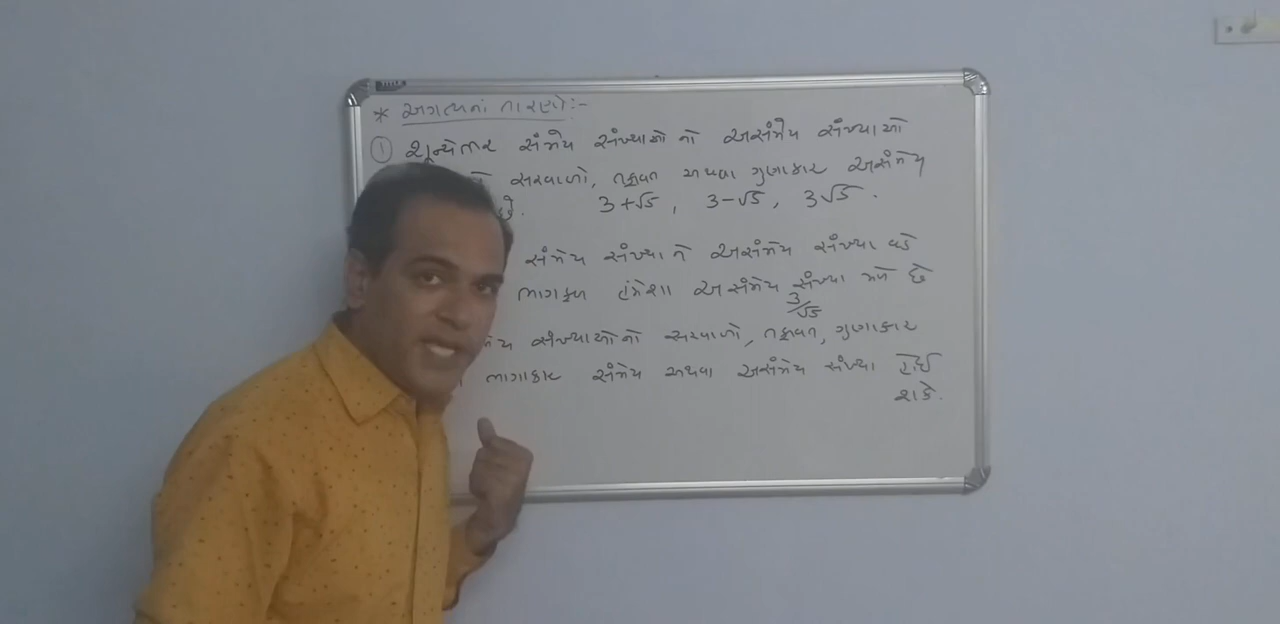 * અગત્યનાં તારણો :-
① શૂન્યેતર સંમેય સંખ્યાઓ નો અસંમેય સંખ્યાઓ
સરવાળો, તફાવત અથવા ગુણાકાર અસંમેય
છે. 3+√5, 3-√5, 3√5.
સંમેય સંખ્યા ને અસંમેય સંખ્યા વડે
ભાગફળ હંમેશા અસંમેય સંખ્યા મળે છે
3/√5
સંખ્યાઓનો સરવાળો, તફાવત, ગુણાકાર
ભાગાકાર સંમેય અથવા અસંમેય સંખ્યા હોઈ
શકે.